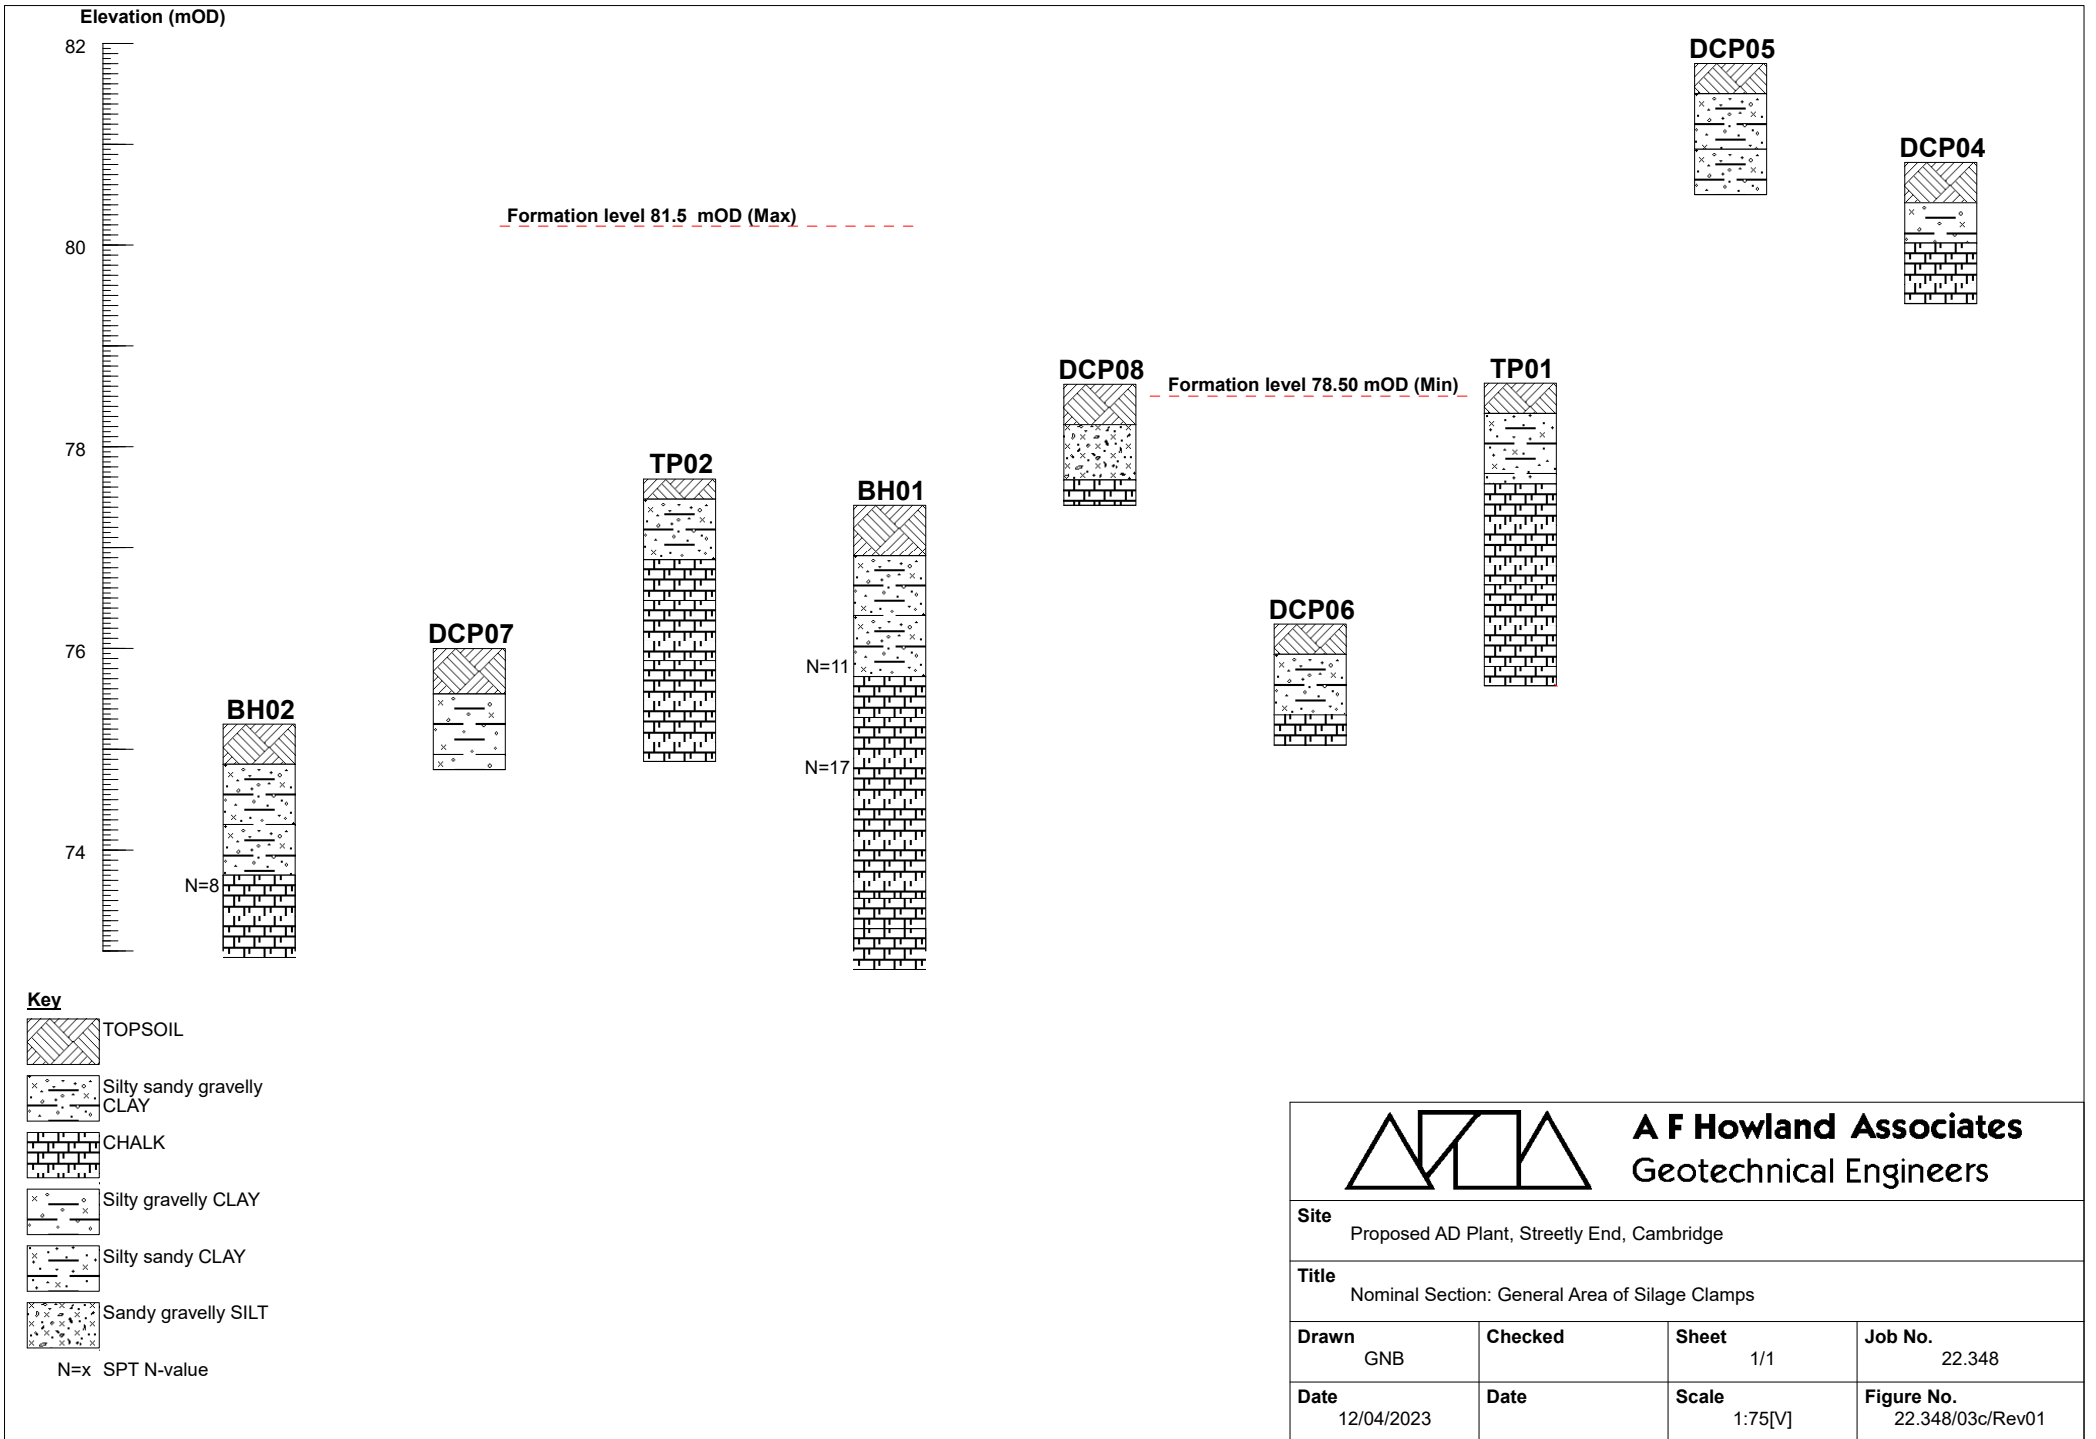 Elevation (mOD)
82
80
78
76
74
DCP05
DCP04
Formation level 81.5 mOD (Max)
DCP08
Formation level 78.50 mOD (Min)
TP01
TP02
BH01
DCP06
DCP07
N=11
BH02
N=17
N=8
Key
TOPSOIL
Silty sandy gravelly
CLAY
CHALK
Silty gravelly CLAY
Silty sandy CLAY
Sandy gravelly SILT
N=x SPT N-value
A F Howland Associates
Geotechnical Engineers
Site
Proposed AD Plant, Streetly End, Cambridge
Title
Nominal Section: General Area of Silage Clamps
Drawn
GNB
Checked
Sheet
1/1
Job No.
22.348
Date
12/04/2023
Date
Scale
1:75[V]
Figure No.
22.348/03c/Rev01